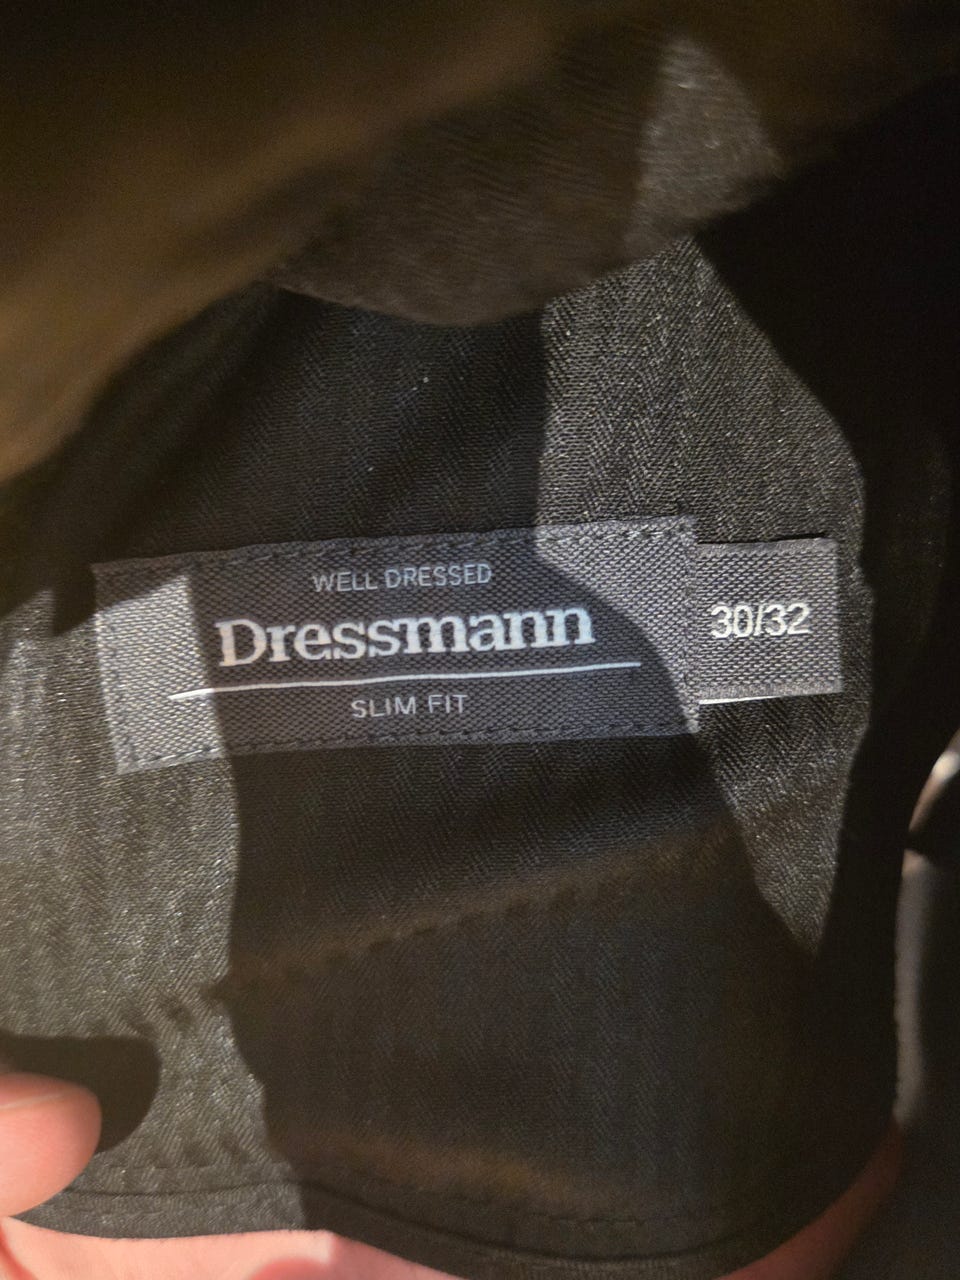 WELL DRESSED
Dressmann
SLIM FIT
30/32